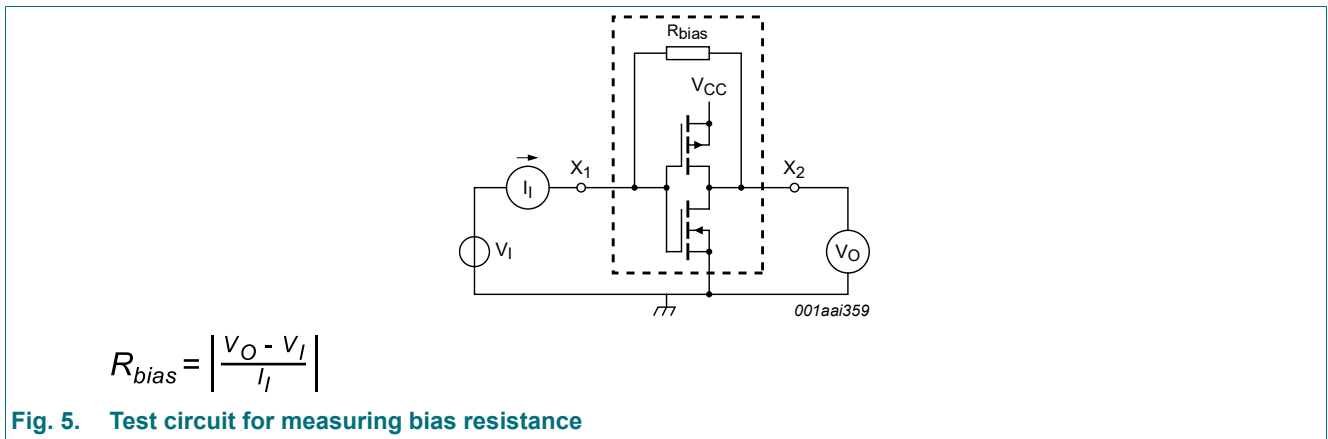 Rbias
VCC
X1
X2
II
VI
VO
001aai359
Rbias = | VO - VI / II |
Fig. 5. Test circuit for measuring bias resistance